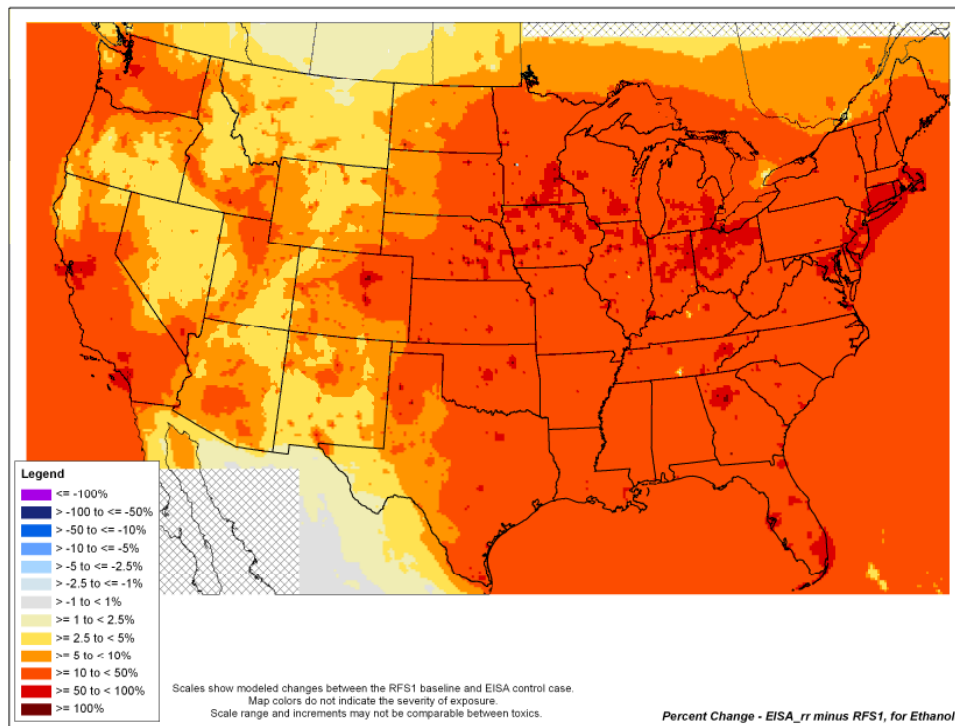 Legend
<= -100%
> -100 to <= -50%
> -50 to <= -10%
> -10 to <= -5%
> -5 to <= -2.5%
> -2.5 to <= -1%
> -1 to < 1%
>= 1 to < 2.5%
>= 2.5 to < 5%
>= 5 to < 10%
>= 10 to < 50%
>= 50 to < 100%
>= 100%
Scales show modeled changes between the RFS1 baseline and EISA control case.
Map colors do not indicate the severity of exposure.
Scale range and increments may not be comparable between toxics.
Percent Change - EISA_rr minus RFS1, for Ethanol